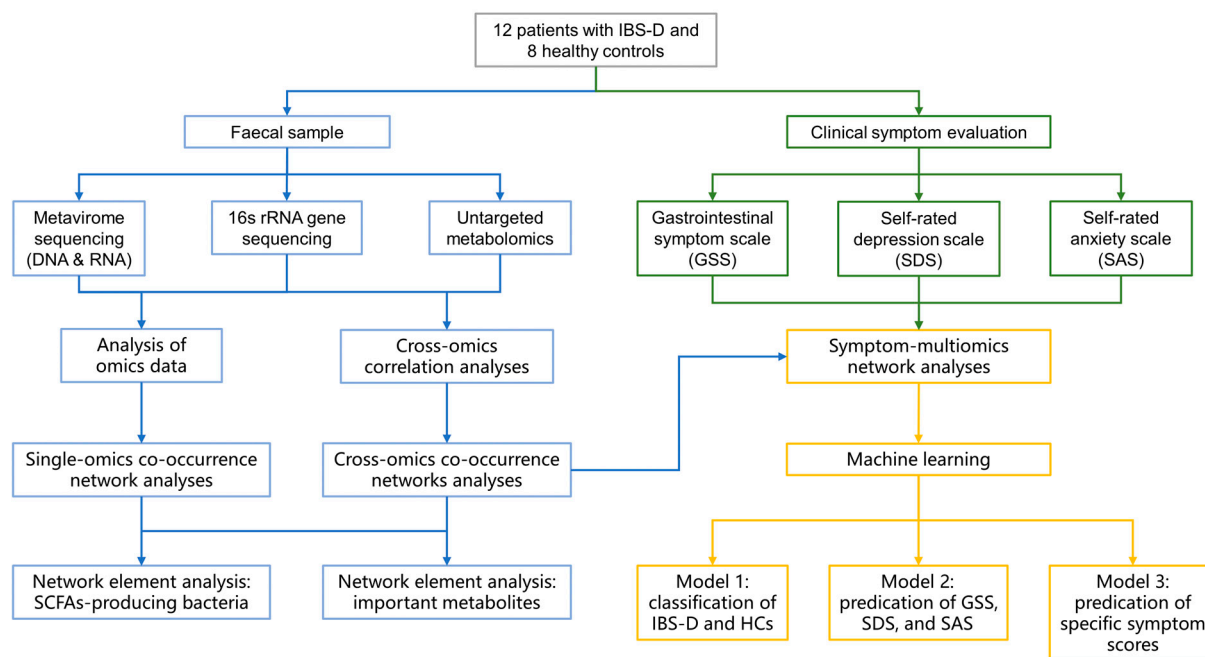 12 patients with IBS-D and
8 healthy controls
Faecal sample
Clinical symptom evaluation
Metavirome
sequencing
(DNA & RNA)
16s rRNA gene
sequencing
Untargeted
metabolomics
Gastrointestinal
symptom scale
(GSS)
Self-rated
depression scale
(SDS)
Self-rated
anxiety scale
(SAS)
Analysis of
omics data
Cross-omics
correlation analyses
Symptom-multiomics
network analyses
Single-omics co-occurrence
network analyses
Cross-omics co-occurrence
networks analyses
Machine learning
Network element analysis:
SCFAs-producing bacteria
Network element analysis:
important metabolites
Model 1:
classification of
IBS-D and HCs
Model 2:
predication of GSS,
SDS, and SAS
Model 3:
predication of
specific symptom
scores